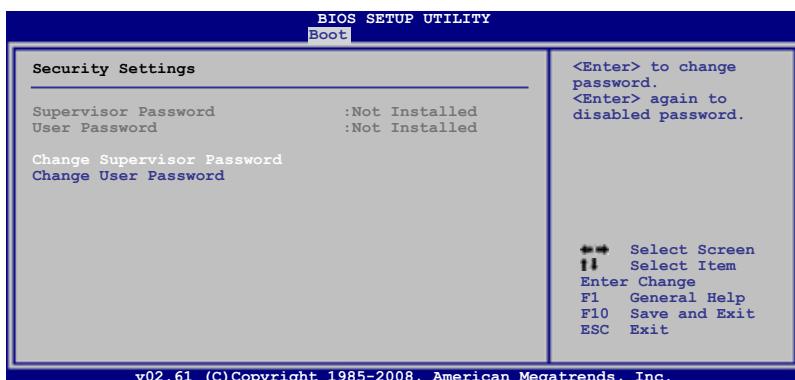 BIOS SETUP UTILITY
Boot
Security Settings
Supervisor Password :Not Installed
User Password :Not Installed
Change Supervisor Password
Change User Password
<Enter> to change
password.
<Enter> again to
disabled password.
Select Screen
Select Item
Enter Change
F1 General Help
F10 Save and Exit
ESC Exit
v02.61 (C)Copyright 1985-2008, American Megatrends, Inc.